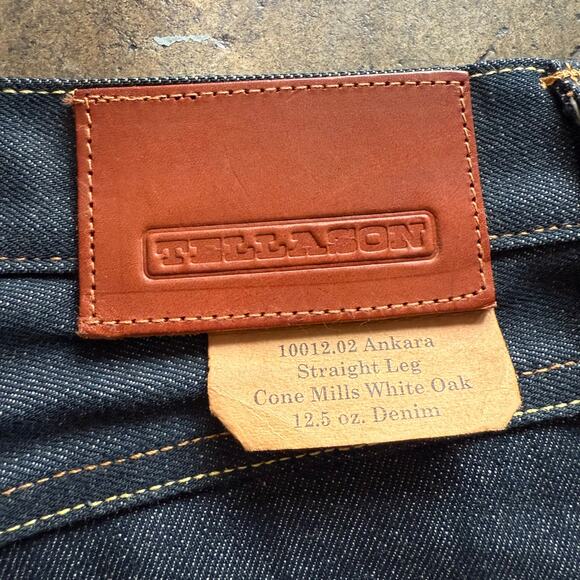 TELLASON
10012.02 Ankara
Straight Leg
Cone Mills White Oak
12.5 oz. Denim